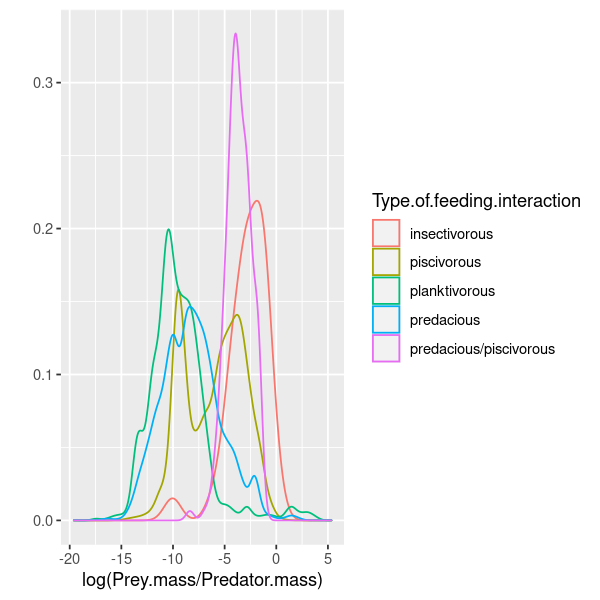 0.3
0.2
0.1
0.0
-20 -15 -10 -5 0 5
log(Prey.mass/Predator.mass)
Type.of.feeding.interaction
insectivorous
piscivorous
planktivorous
predacious
predacious/piscivorous